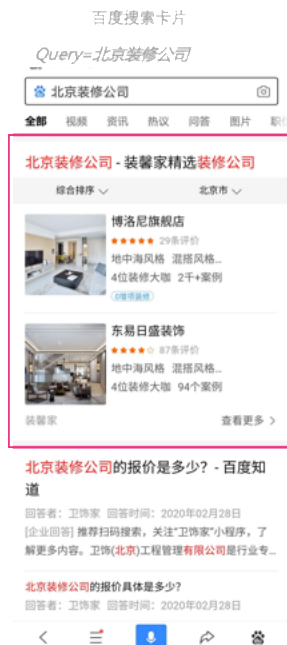 百度搜索卡片
Query=北京装修公司
北京装修公司
全部 视频 资讯 热议 问答 图片
北京装修公司 - 装馨家精选装修公司
综合排序 北京市
博洛尼旗舰店
29条评价
地中海风格 混搭风格...
4位装修大咖 2千+案例
0增项装修
东易日盛装饰
87条评价
地中海风格 混搭风格...
4位装修大咖 94个案例
装馨家 查看更多 >
北京装修公司的报价是多少? - 百度知
道
回答者: 卫饰家 回答时间: 2020年02月28日
[企业回答] 推荐扫码搜索,关注“卫饰家”小程序,了
解更多内容。卫饰(北京)工程管理有限公司是行业专...
北京装修公司的报价具体是多少?
回答者: 卫饰家 回答时间: 2020年02月28日